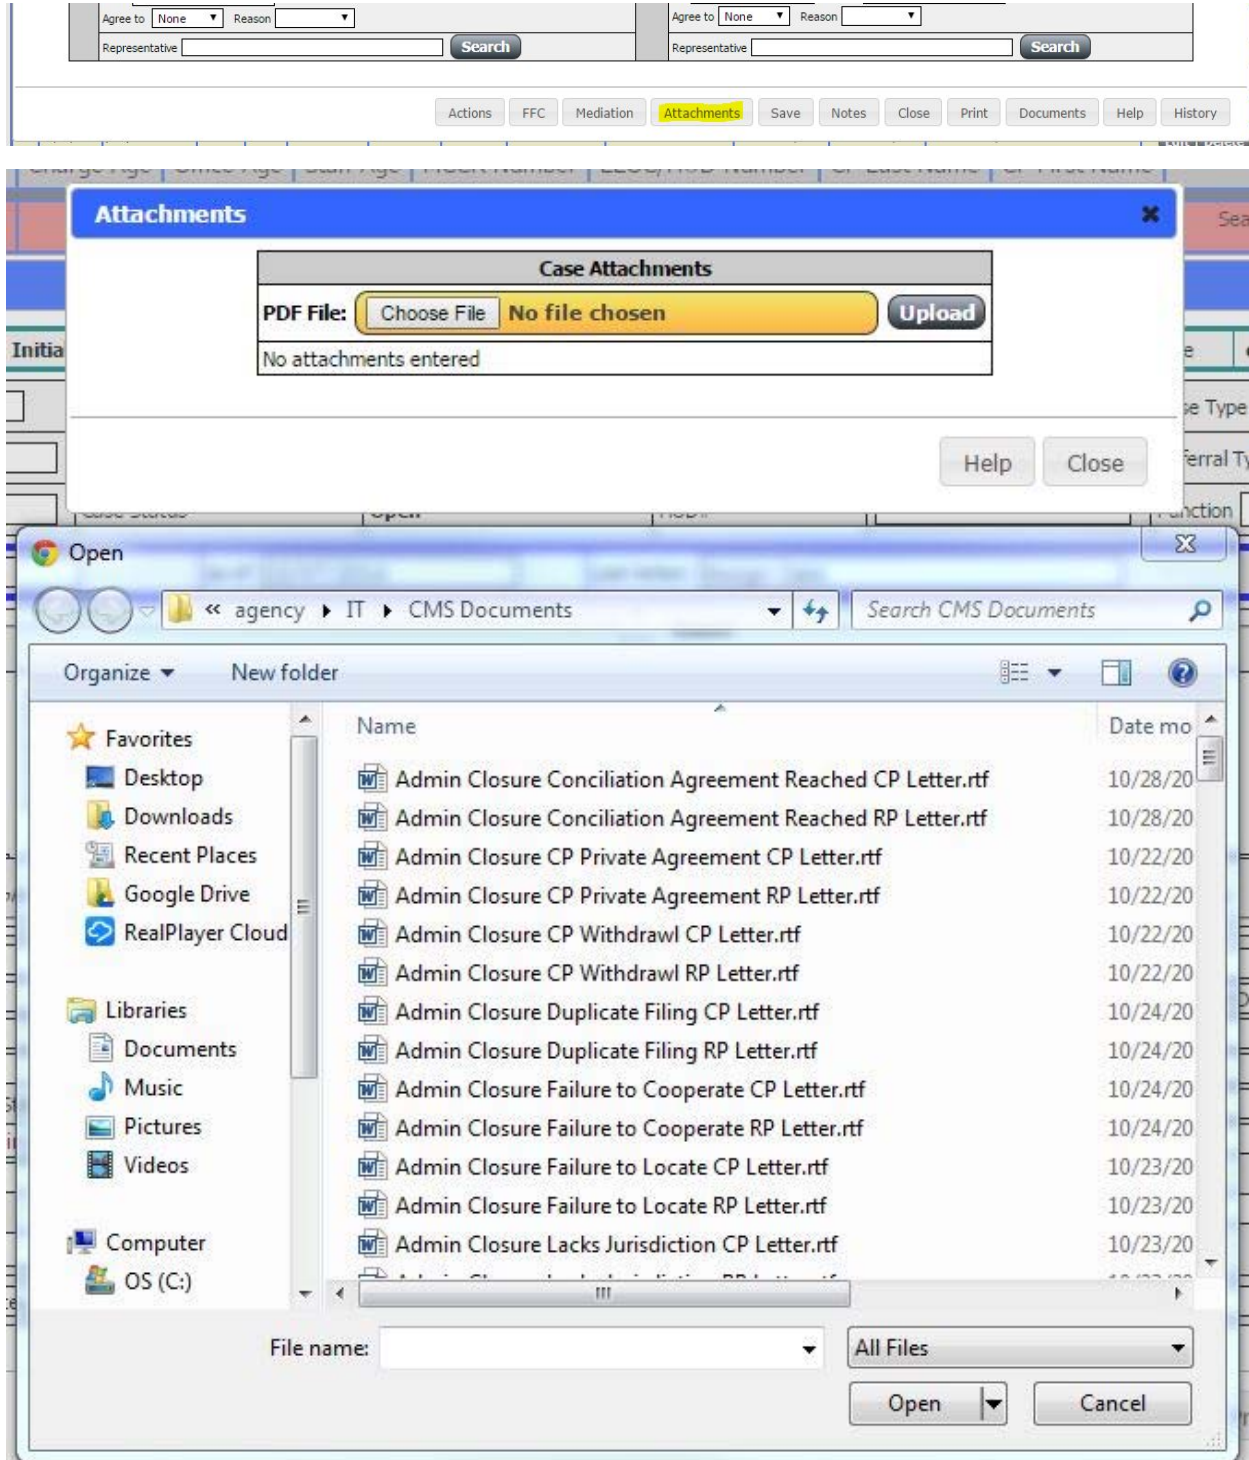 Agree to None Reason
Agree to None Reason
Representative Search
Representative Search
Actions FFC Mediation Attachments Save Notes Close Print Documents Help History
Attachments
Sea
Case Attachments
PDF File: Choose File No file chosen Upload
No attachments entered
Initia
se Type
Help Close
Case Status Open
Open
« agency IT CMS Documents Search CMS Documents
Organize New folder
Name Date mo
Favorites
Desktop
Downloads
Recent Places
Google Drive
RealPlayer Cloud
Libraries
Documents
Music
Pictures
Videos
Computer
OS (C:)
Admin Closure Conciliation Agreement Reached CP Letter.rtf 10/28/20
Admin Closure Conciliation Agreement Reached RP Letter.rtf 10/28/20
Admin Closure CP Private Agreement CP Letter.rtf 10/22/20
Admin Closure CP Private Agreement RP Letter.rtf 10/22/20
Admin Closure CP Withdrawl CP Letter.rtf 10/22/20
Admin Closure CP Withdrawl RP Letter.rtf 10/22/20
Admin Closure Duplicate Filing CP Letter.rtf 10/24/20
Admin Closure Duplicate Filing RP Letter.rtf 10/24/20
Admin Closure Failure to Cooperate CP Letter.rtf 10/24/20
Admin Closure Failure to Cooperate RP Letter.rtf 10/24/20
Admin Closure Failure to Locate CP Letter.rtf 10/23/20
Admin Closure Failure to Locate RP Letter.rtf 10/23/20
Admin Closure Lacks Jurisdiction CP Letter.rtf 10/23/20
File name: All Files
Open Cancel